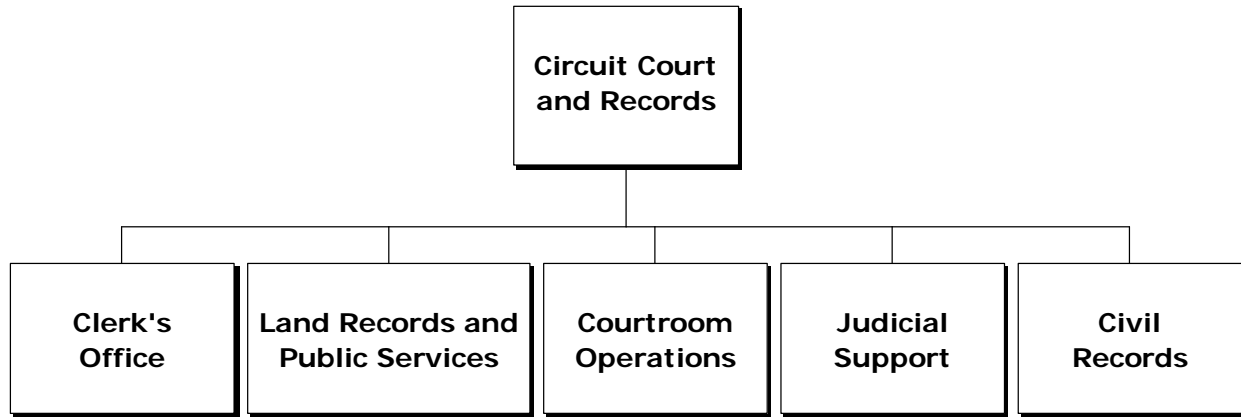 Circuit Court
and Records
Clerk's
Office
Land Records and
Public Services
Courtroom
Operations
Judicial
Support
Civil
Records